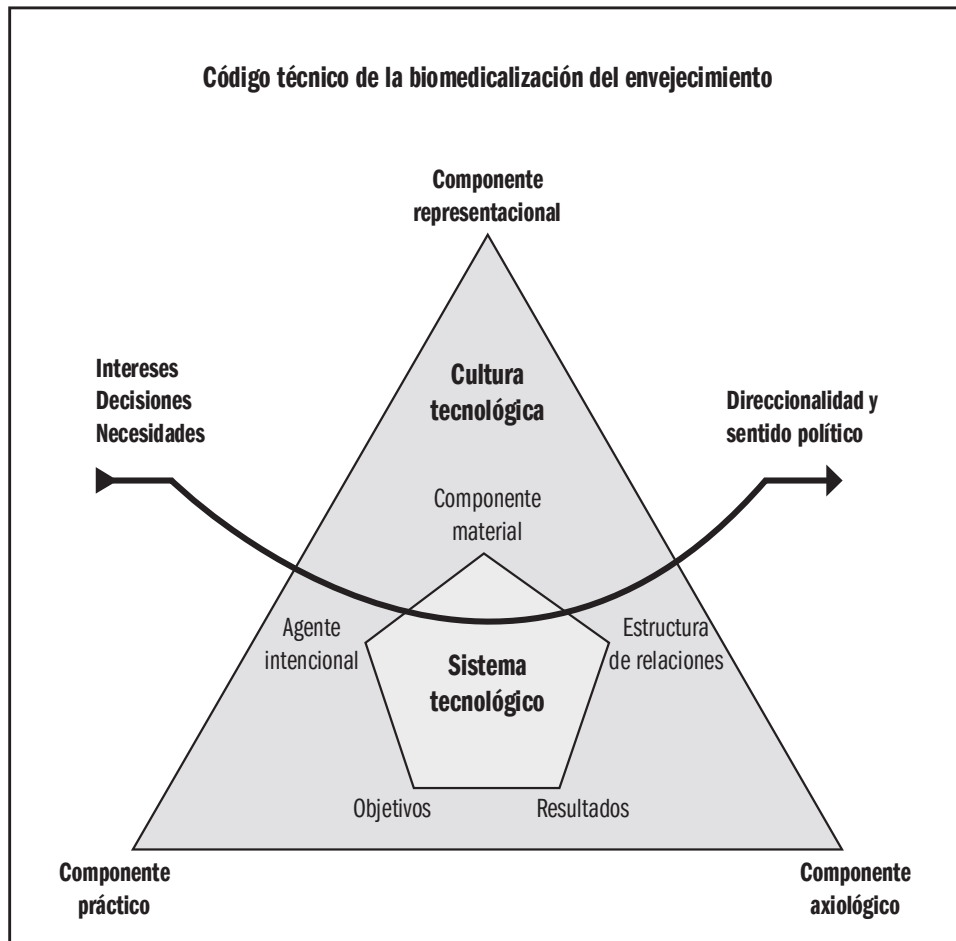 Código técnico de la biomedicalización del envejecimiento
Componente
representacional
Intereses
Decisiones
Necesidades
Cultura
tecnológica
Direccionalidad y
sentido político
Componente
material
Agente
intencional
Estructura
de relaciones
Sistema
tecnológico
Objetivos
Resultados
Componente
práctico
Componente
axiológico